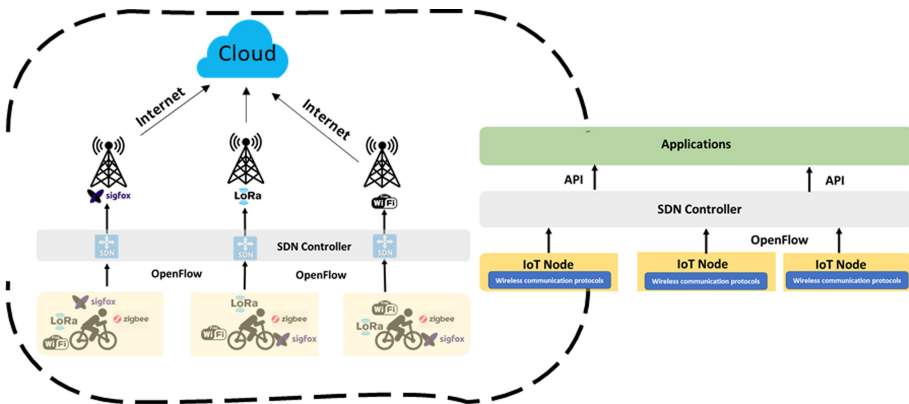 Cloud
Internet
Internet
sigfox
LoRa
WiFi
SDN
SDN
SDN Controller
SDN
OpenFlow
OpenFlow
sigfox
LoRa
zigbee
WiFi
LoRa
zigbee
WiFi
sigfox
WiFi
LoRa
zigbee
sigfox
Applications
API
API
SDN Controller
OpenFlow
IoT Node
Wireless communication protocols
IoT Node
Wireless communication protocols
IoT Node
Wireless communication protocols